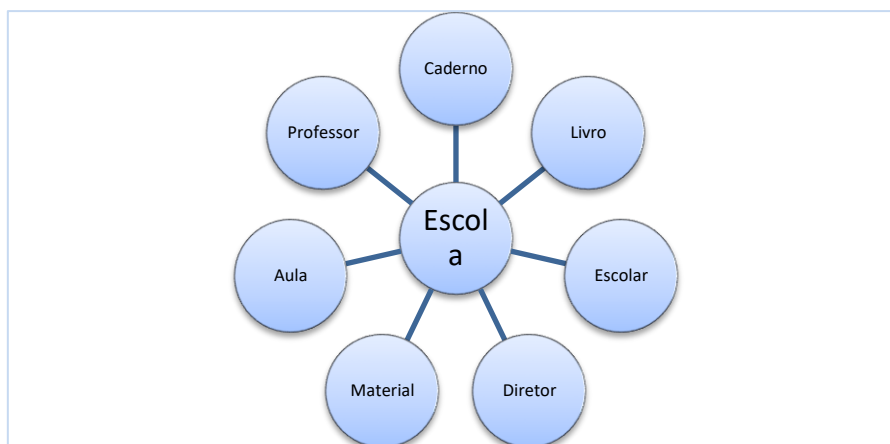 Caderno
Professor
Livro
Escol
a
Aula
Escolar
Material
Diretor